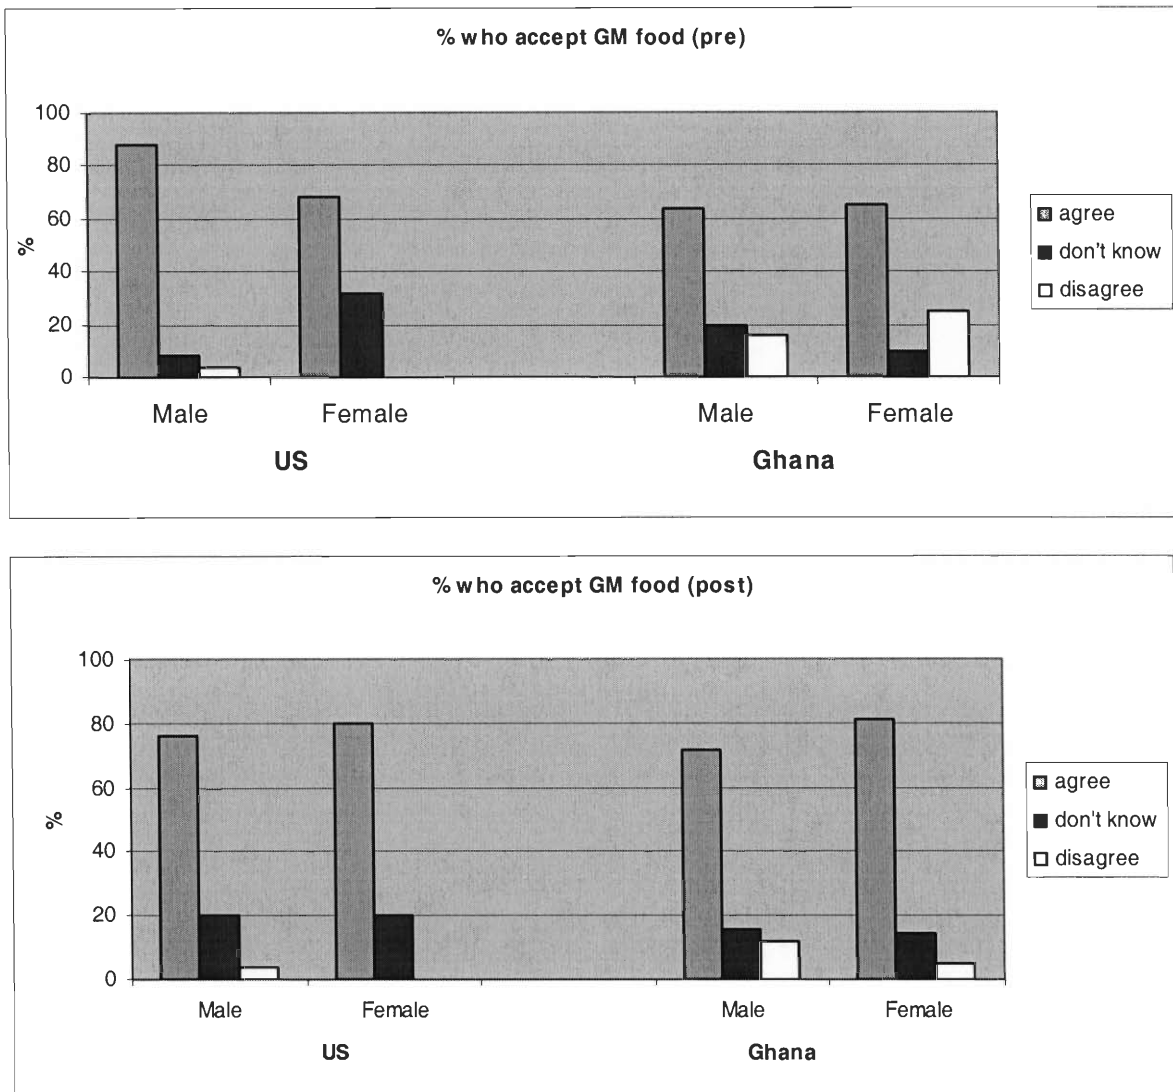 % who accept GM food (pre)
100
80
60
40
20
0
%
Male Female Male Female
US Ghana
agree
don't know
disagree
% who accept GM food (post)
100
80
60
40
20
0
%
Male Female Male Female
US Ghana
agree
don't know
disagree